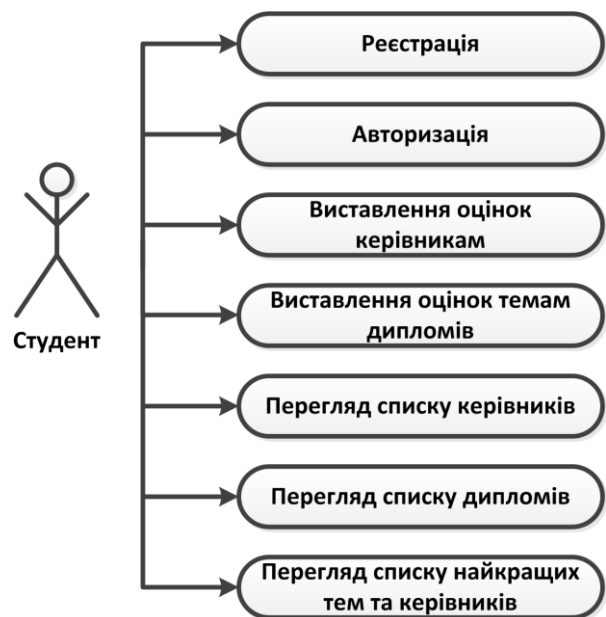 Реєстрація
Авторизація
Виставлення оцінок
керівникам
Виставлення оцінок темам
дипломів
Студент
Перегляд списку керівників
Перегляд списку дипломів
Перегляд списку найкращих
тем та керівників